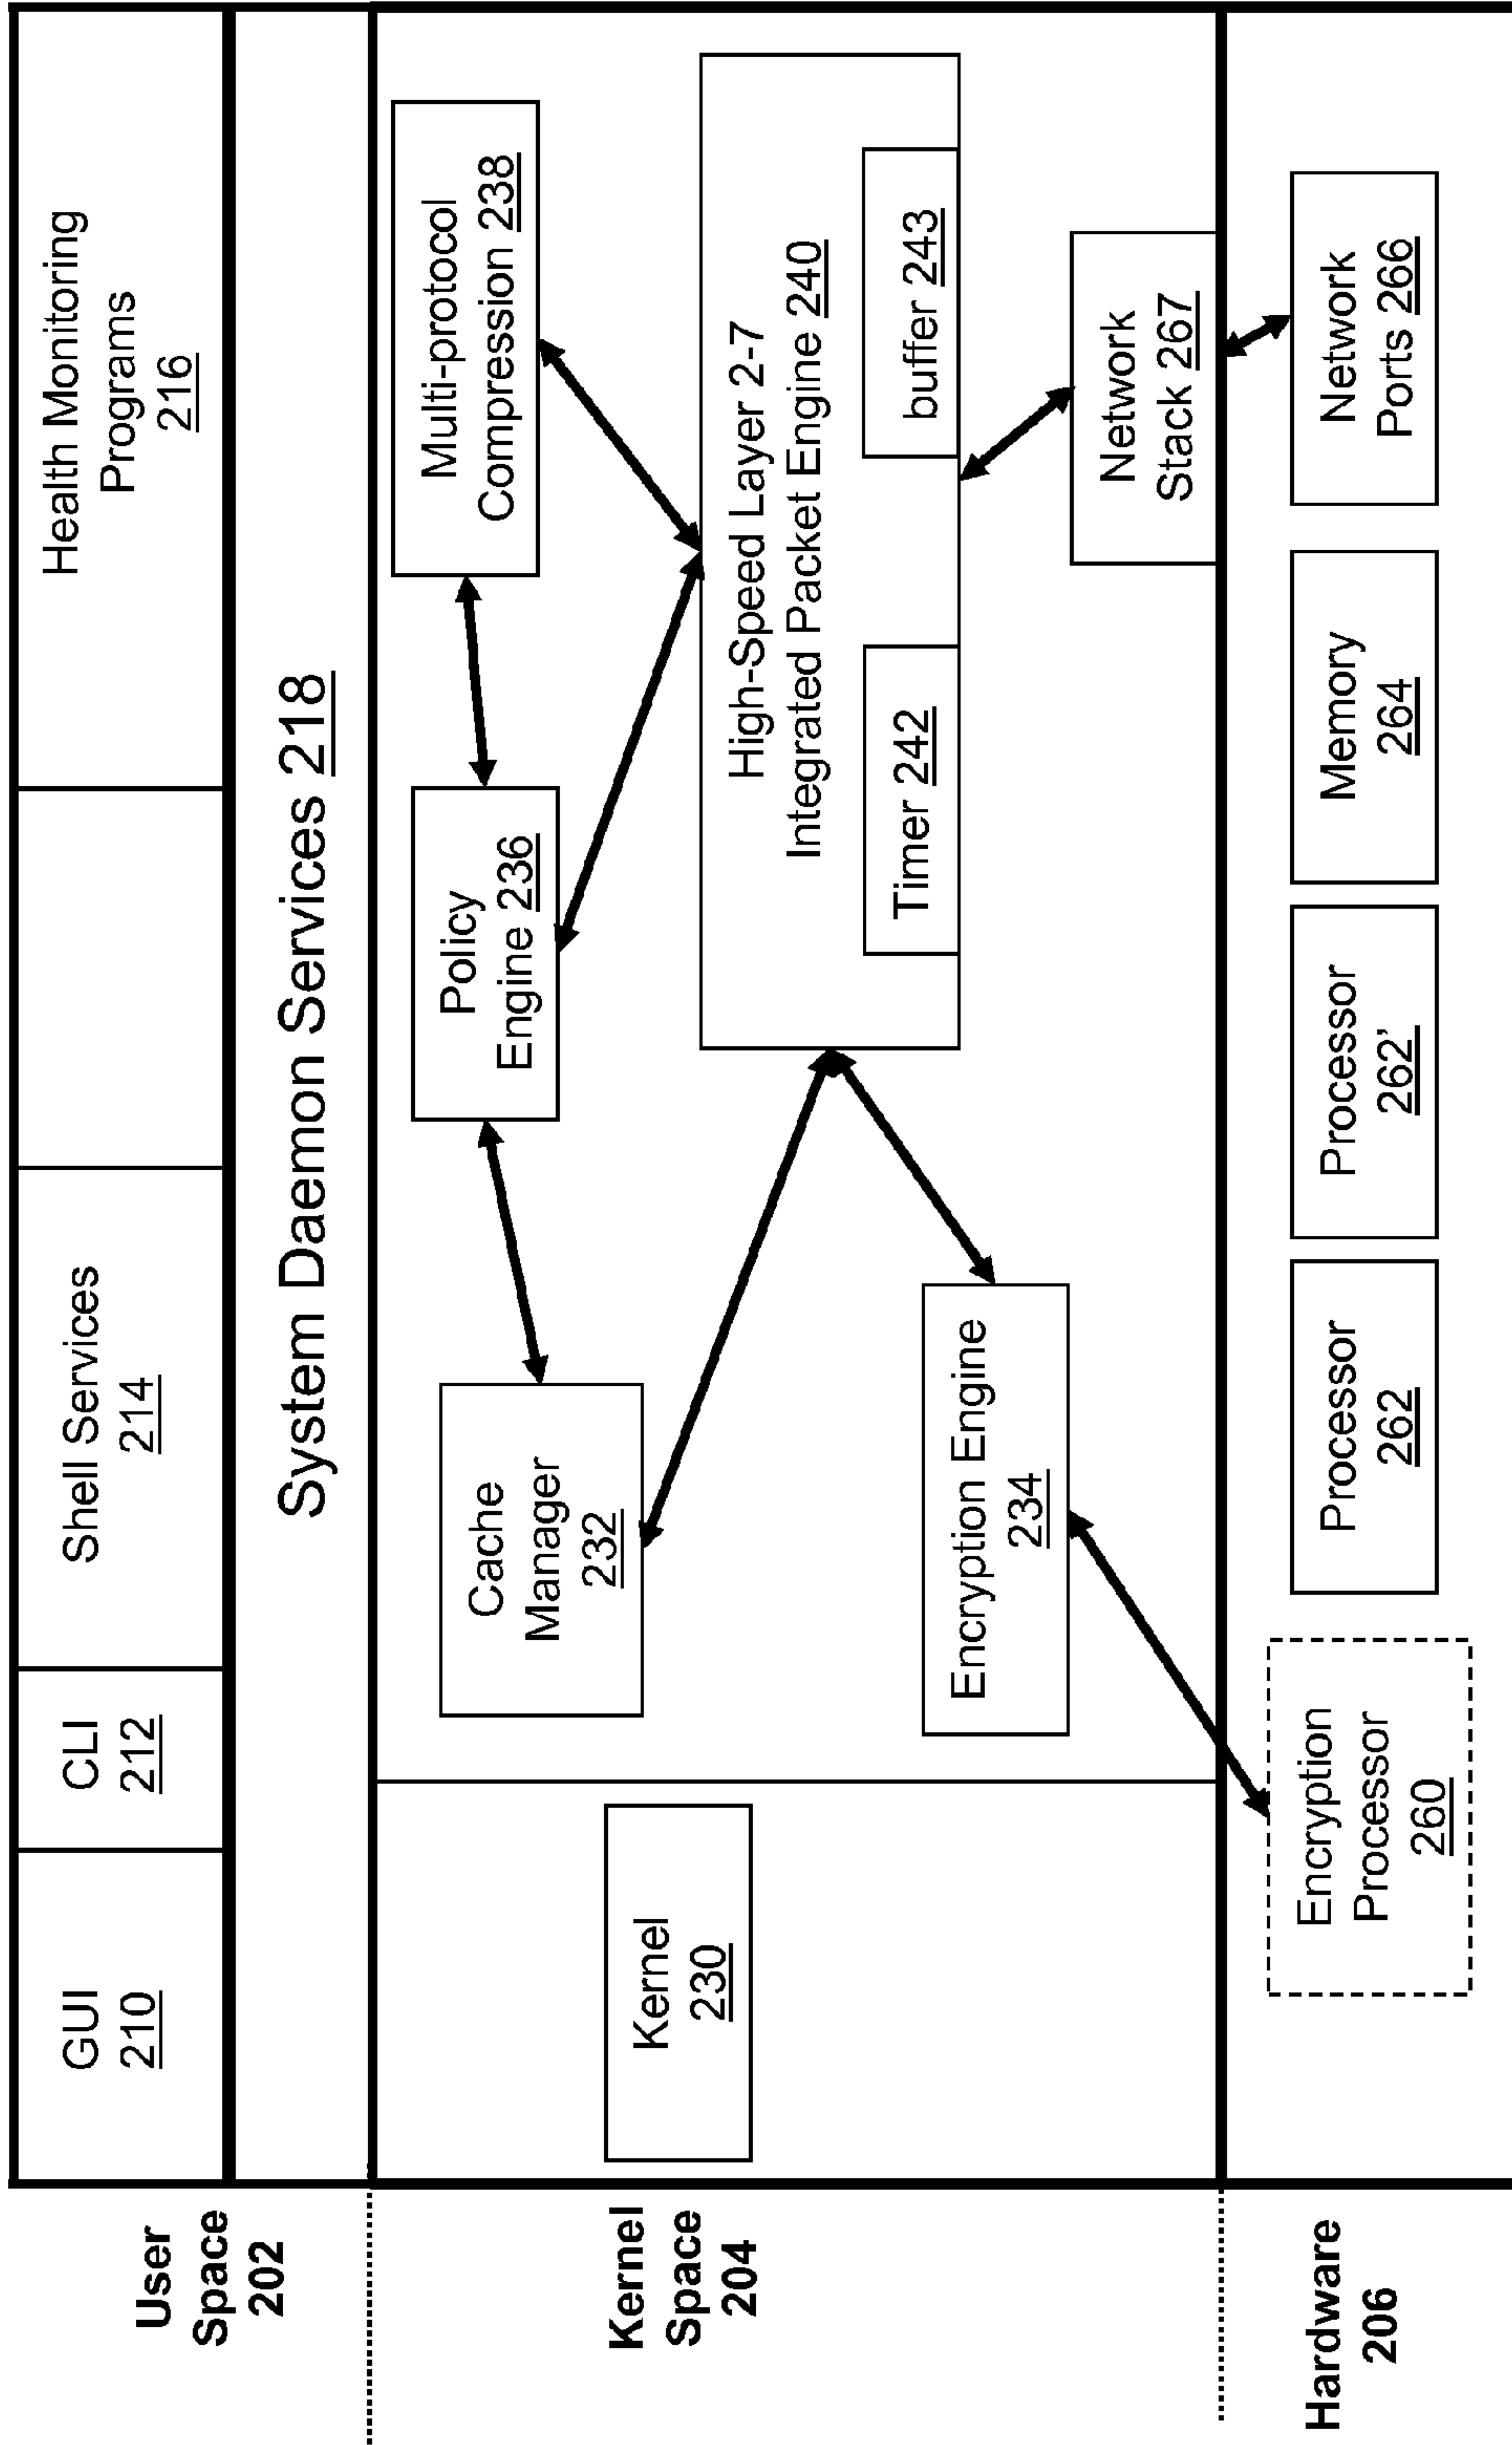 User
Space
202
GUI
210
CLI
212
Shell Services
214
Health Monitoring
Programs
216
System Daemon Services 218
Kernel
Space
204
Kernel
230
Cache
Manager
232
Policy
Engine 236
Multi-protocol
Compression 238
High-Speed Layer 2-7
Integrated Packet Engine 240
Timer 242
buffer 243
Encryption Engine
234
Network
Stack 267
Hardware
206
Encryption
Processor
260
Processor
262
Processor
262’
Memory
264
Network
Ports 266